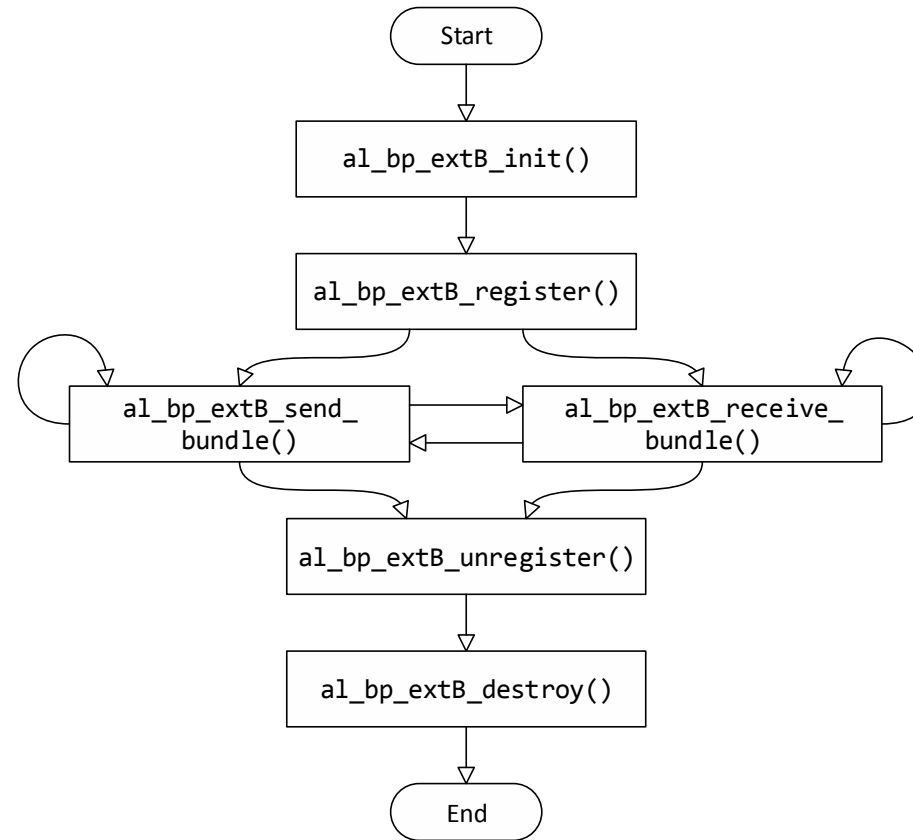 Start
al_bp_extB_init()
al_bp_extB_register()
al_bp_extB_send_
bundle()
al_bp_extB_receive_
bundle()
al_bp_extB_unregister()
al_bp_extB_destroy()
End